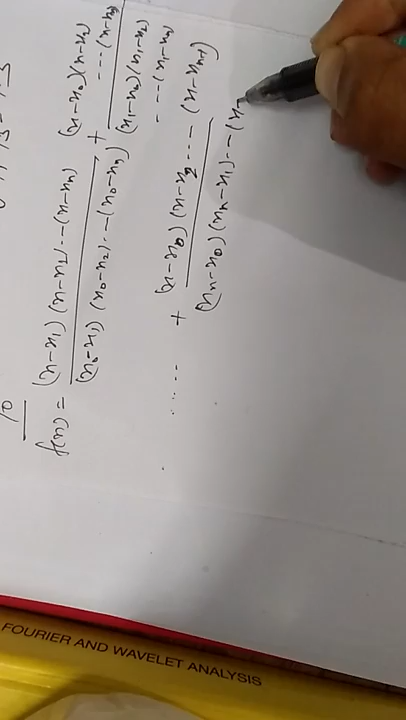 f(x) = (x-x₁)(x-x₂)...-(x-xₙ) / (x₀-x₁)(x₀-x₂)...-(x₀-xₙ) + (x-x₀)(x-x₂) ----(x-xₙ) / (x₁-x₀)(x₁-x₂) ---- x₁-xₙ
..... + (x-x₀)(x-x₂ ---- (x-xₙ₋₁) / (xₙ-x₀)(xₙ-x₁)...-(xₙ
FOURIER AND WAVELET ANALYSIS